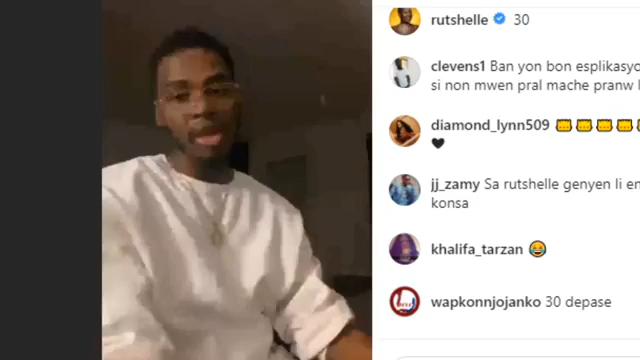 rutshelle 30
clevens1 Ban yon bon esplikasyo
si non mwen pral mache pranw
diamond_lynn509
jj_zamy Sa rutshelle genyen li en
konsa
khalifa_tarzan
wapkonnjojanko 30 depase